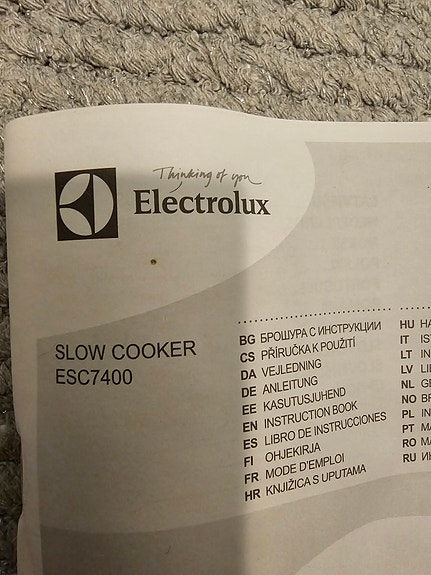 Thinking of you
Electrolux
SLOW COOKER
ESC7400
BG БРОШУРА С ИНСТРУКЦИИ
CS PŘÍRUČKA K POUŽITÍ
DA VEJLEDNING
DE ANLEITUNG
EE KASUTUSJUHEND
EN INSTRUCTION BOOK
ES LIBRO DE INSTRUCCIONES
FI OHJEKIRJA
FR MODE D'EMPLOI
HR KNJIŽICA S UPUTAMA
HU
IT
LT
LV
NL
NO
PL
PT
RO
RU